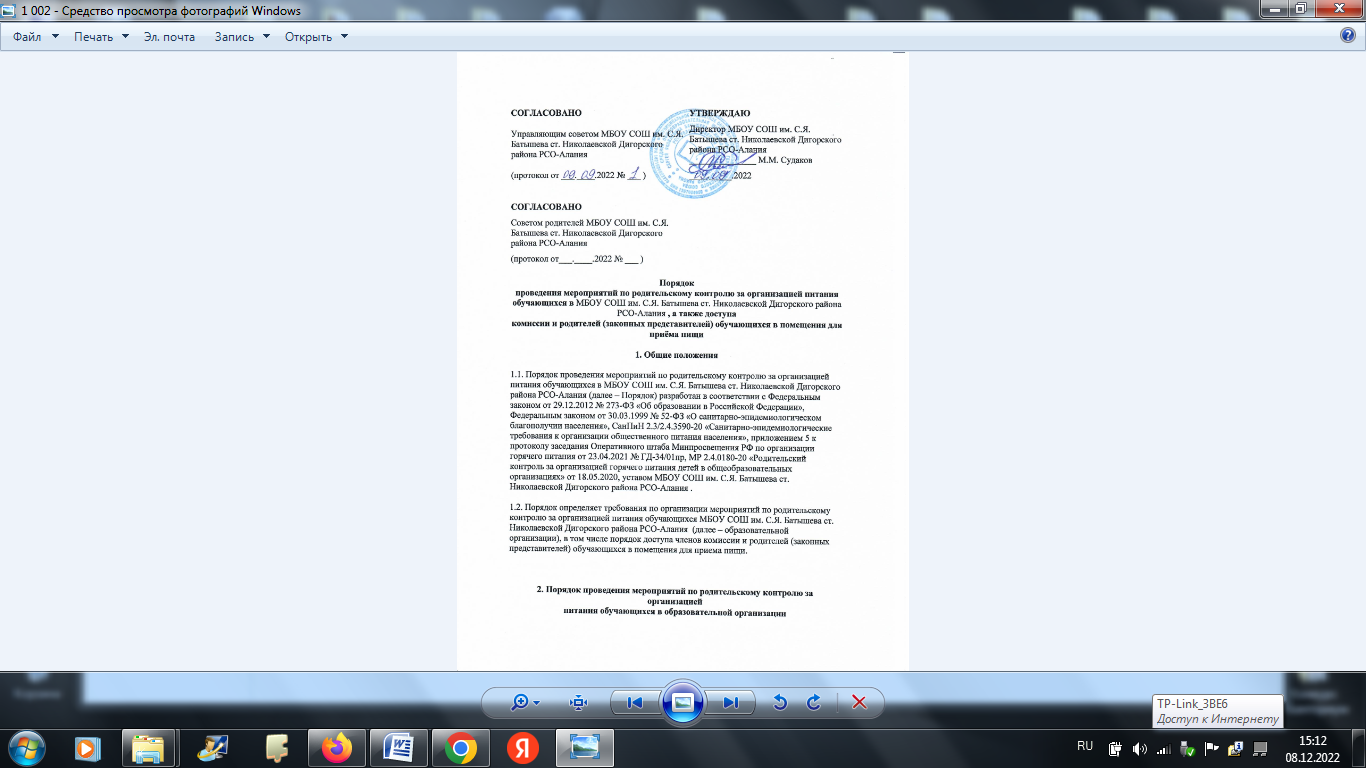 1 002 - Средство просмотра фотографий Windows
Файл Печать Эл. почта Запись Открыть
СОГЛАСОВАНО
Управляющим советом МБОУ СОШ им. С.Я.
Батышева ст. Николаевской Дигорского
района РСО-Алания
(протокол от 09.09.2022 № 1 )
УТВЕРЖДАЮ
Директор МБОУ СОШ им. С.Я.
Батышева ст. Николаевской Дигорского
района РСО-Алания
М.М. Судаков
09.09.2022
СОГЛАСОВАНО
Советом родителей МБОУ СОШ им. С.Я.
Батышева ст. Николаевской Дигорского
района РСО-Алания
(протокол от___.____.2022 № ___ )
Порядок
проведения мероприятий по родительскому контролю за организацией питания
обучающихся в МБОУ СОШ им. С.Я. Батышева ст. Николаевской Дигорского района
РСО-Алания , а также доступа
комиссии и родителей (законных представителей) обучающихся в помещения для
приёма пищи
1. Общие положения
1.1. Порядок проведения мероприятий по родительскому контролю за организацией
питания обучающихся в МБОУ СОШ им. С.Я. Батышева ст. Николаевской Дигорского
района РСО-Алания (далее – Порядок) разработан в соответствии с Федеральным
законом от 29.12.2012 № 273-ФЗ «Об образовании в Российской Федерации»,
Федеральным законом от 30.03.1999 № 52-ФЗ «О санитарно-эпидемиологическом
благополучии населения», СанПиН 2.3/2.4.3590-20 «Санитарно-эпидемиологические
требования к организации общественного питания населения», приложением 5 к
протоколу заседания Оперативного штаба Минпросвещения РФ по организации
горячего питания от 23.04.2021 № ГД-34/01пр, МР 2.4.0180-20 «Родительский
контроль за организацией горячего питания детей в общеобразовательных
организациях» от 18.05.2020, уставом МБОУ СОШ им. С.Я. Батышева ст.
Николаевской Дигорского района РСО-Алания .
1.2. Порядок определяет требования по организации мероприятий по родительскому
контролю за организацией питания обучающихся МБОУ СОШ им. С.Я. Батышева ст.
Николаевской Дигорского района РСО-Алания (далее – образовательной
организации), в том числе порядок доступа членов комиссии и родителей (законных
представителей) обучающихся в помещения для приема пищи.
2. Порядок проведения мероприятий по родительскому контролю за
организацией
питания обучающихся в образовательной организации
TP-Link_3BE6
Доступ к Интернету
RU
15:12
08.12.2022